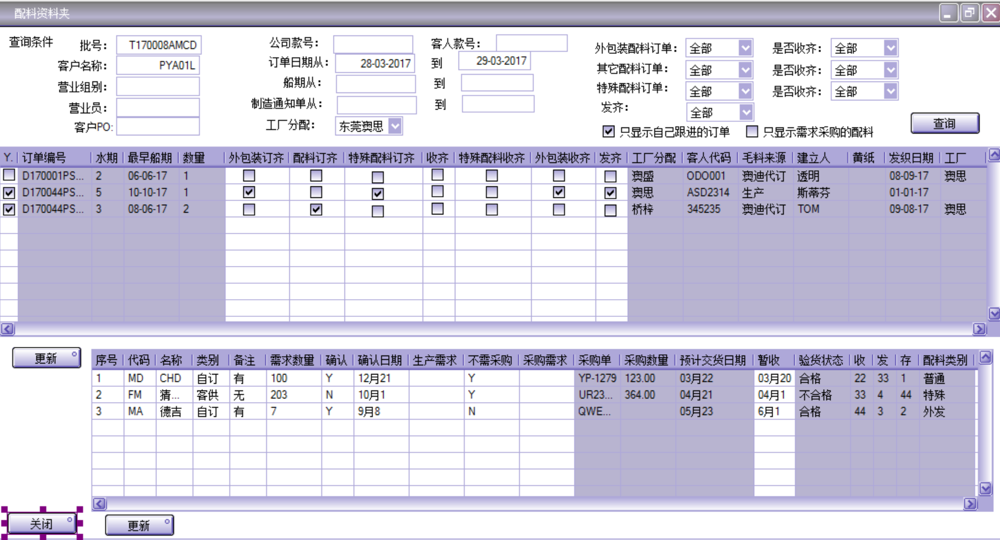 配料资料夹
查询条件 批号： T170008AMCD 公司款号： 客人款号： 外包装配料订单： 全部 是否收齐： 全部
客户名称： PYA01L 订单日期从： 28-03-2017 到 29-03-2017 其它配料订单： 全部 是否收齐： 全部
营业组别： 船期从： 到 特殊配料订单： 全部 是否收齐： 全部
营业员： 制造通知单从： 到 发齐： 全部
客户PO: 工厂分配： 东莞澳思 只显示自己跟进的订单 只显示需求采购的配料 查询
Y. 订单编号 水期 最早船期 数量 外包装订齐 配料订齐 特殊配料订齐 收齐 特殊配料收齐 外包装收齐 发齐 工厂分配 客人代码 毛料来源 建立人 黄纸 发织日期 工厂
D170001PS... 2 06-06-17 1 澳盛 ODO001 澳迪代订 透明 08-09-17 澳思
D170044PS... 5 10-10-17 1 澳思 ASD2314 生产 斯蒂芬 01-01-17
D170044PS... 3 08-06-17 2 桥梓 345235 澳迪代订 TOM 09-08-17 澳思
更新
序号 代码 名称 类别 备注 需求数量 确认 确认日期 生产需求 不需采购 采购需求 采购单 采购数量 预计交货日期 暂收 验货状态 收 发 存 配料类别
1 MD CHD 自订 有 100 Y 12月21 Y YP-1279 123.00 03月22 03月20 合格 22 33 1 普通
2 FM 猜... 客供 无 203 N 10月1 Y UR23... 364.00 04月21 04月1 不合格 33 4 44 特殊
3 MA 德吉 自订 有 7 Y 9月8 N QWE... 05月23 6月1 合格 44 3 2 外发
关闭 更新